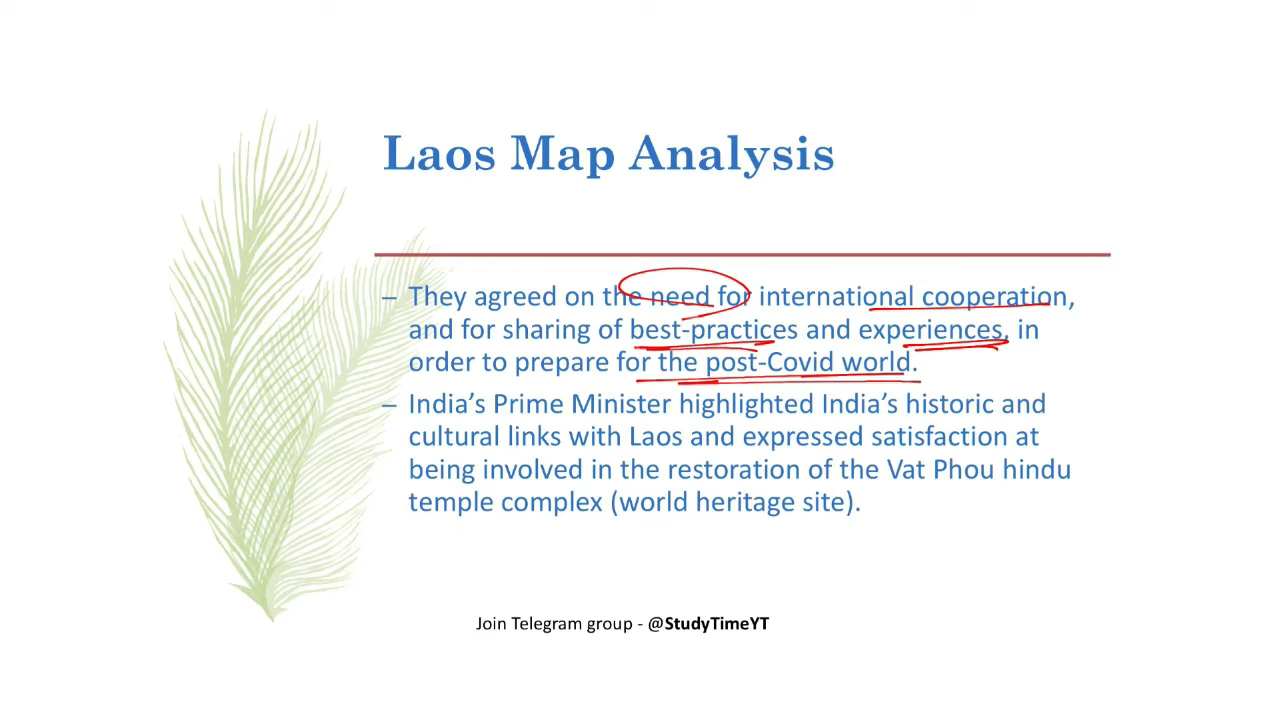 Laos Map Analysis
– They agreed on the need for international cooperation,
and for sharing of best-practices and experiences, in
order to prepare for the post-Covid world.
– India’s Prime Minister highlighted India’s historic and
cultural links with Laos and expressed satisfaction at
being involved in the restoration of the Vat Phou hindu
temple complex (world heritage site).
Join Telegram group - @StudyTimeYT